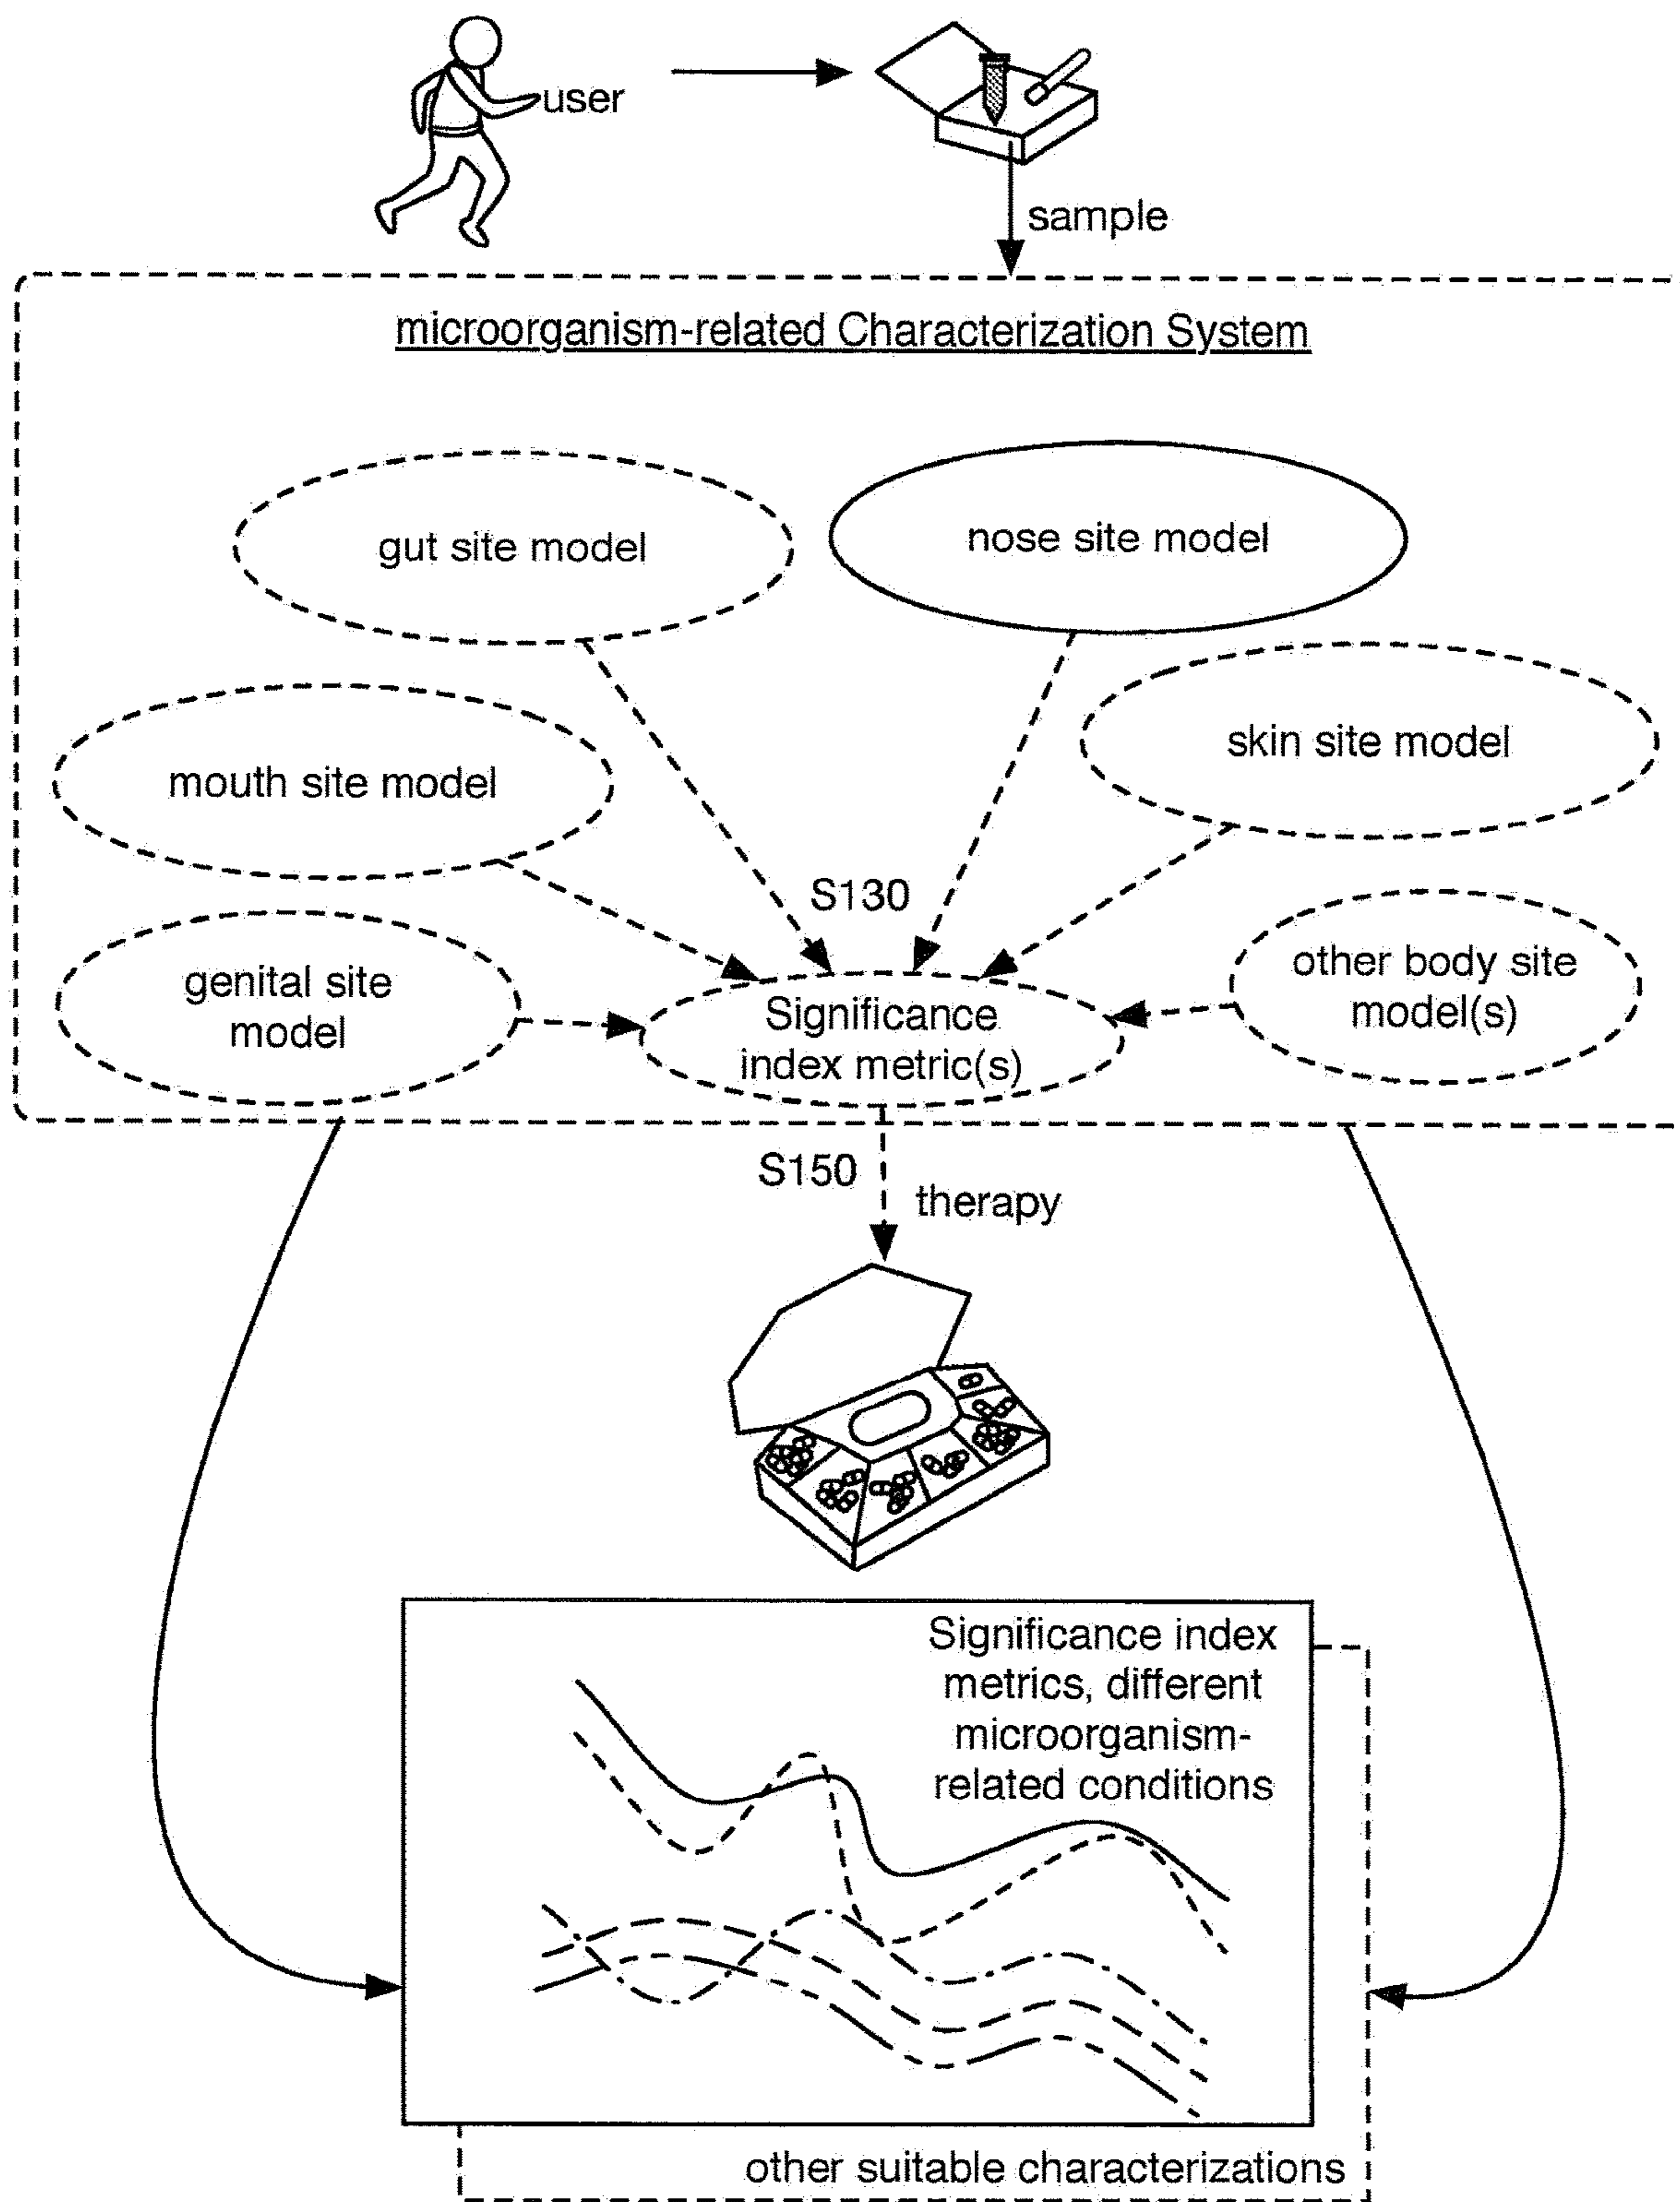 user
sample
microorganism-related Characterization System
gut site model
nose site model
mouth site model
skin site model
S130
genital site
model
Significance
index metric(s)
other body site
model(s)
S150
therapy
Significance index
metrics, different
microorganism-
related conditions
other suitable characterizations